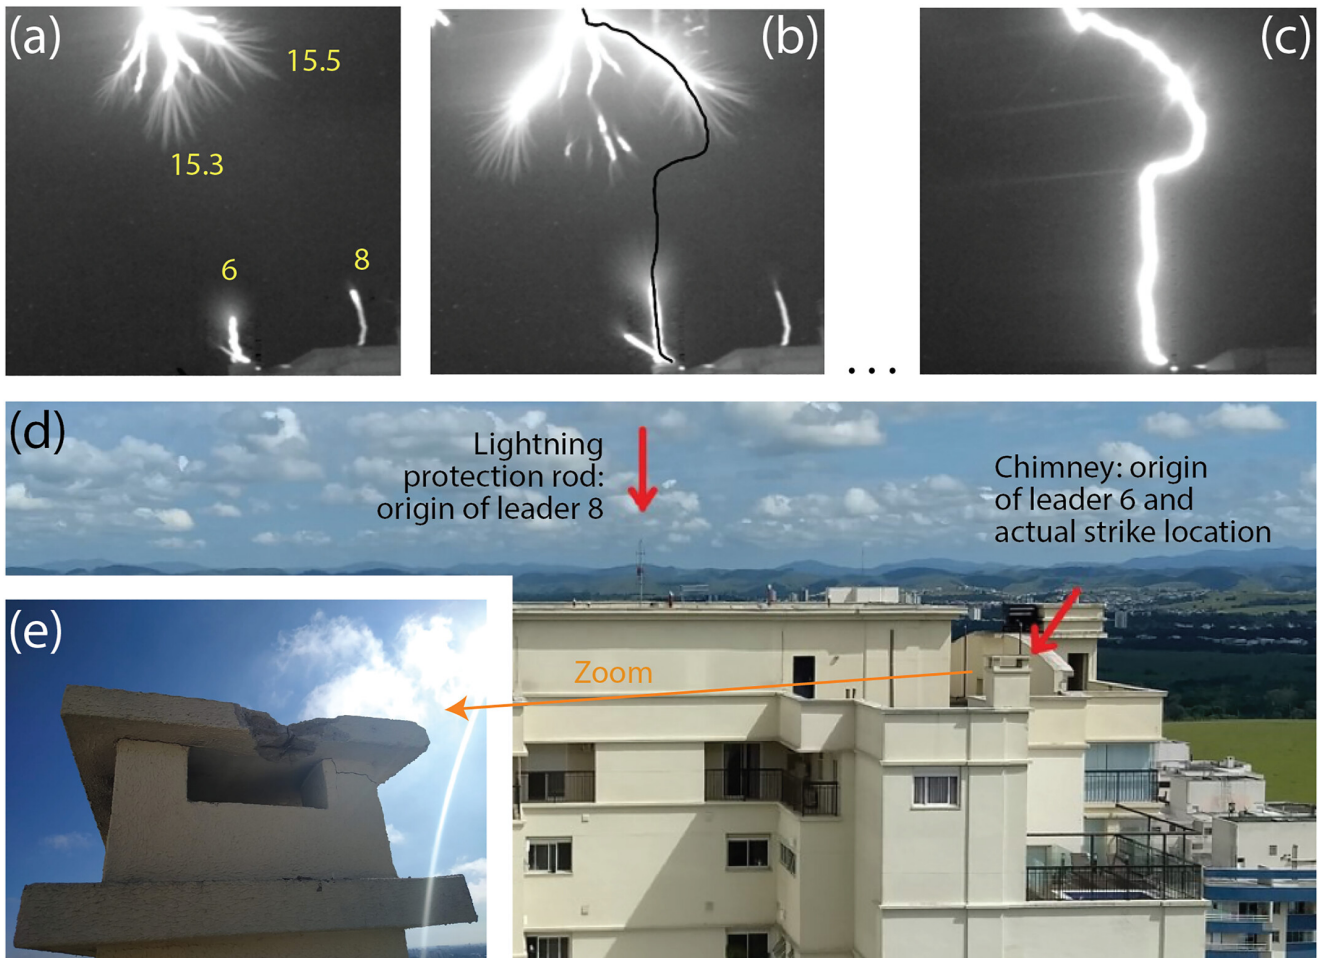 (a)
15.5
15.3
6
8
(b)
. . .
(c)
(d)
Lightning
protection rod:
origin of leader 8
Chimney: origin
of leader 6 and
actual strike location
(e)
Zoom